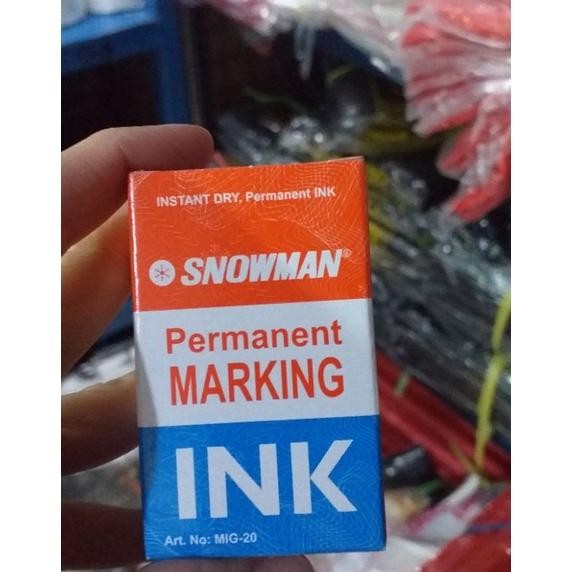 INSTANT DRY, Permanent INK
SNOWMAN®
Permanent
MARKING
INK
Art. No: MIG-20